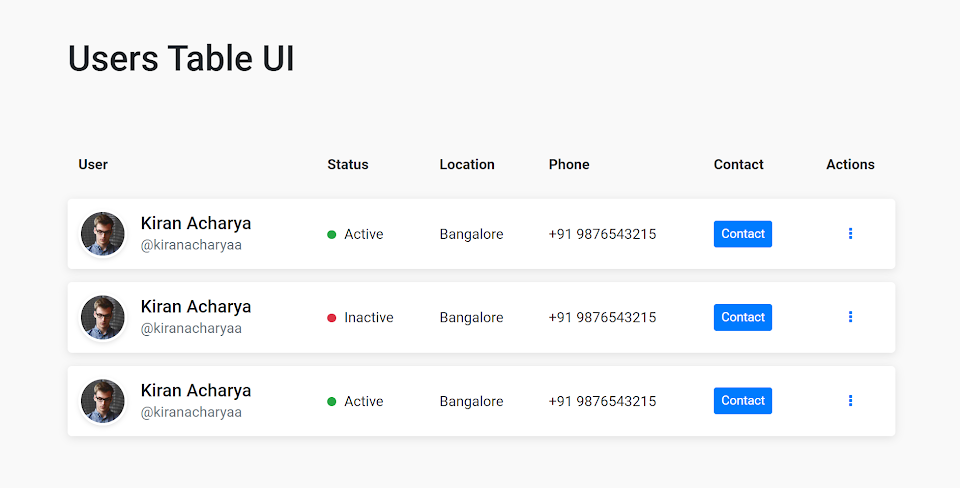 Users Table UI
User Status Location Phone Contact Actions
Kiran Acharya
@kiranacharyaa
Active Bangalore +91 9876543215 Contact
Kiran Acharya
@kiranacharyaa
Inactive Bangalore +91 9876543215 Contact
Kiran Acharya
@kiranacharyaa
Active Bangalore +91 9876543215 Contact